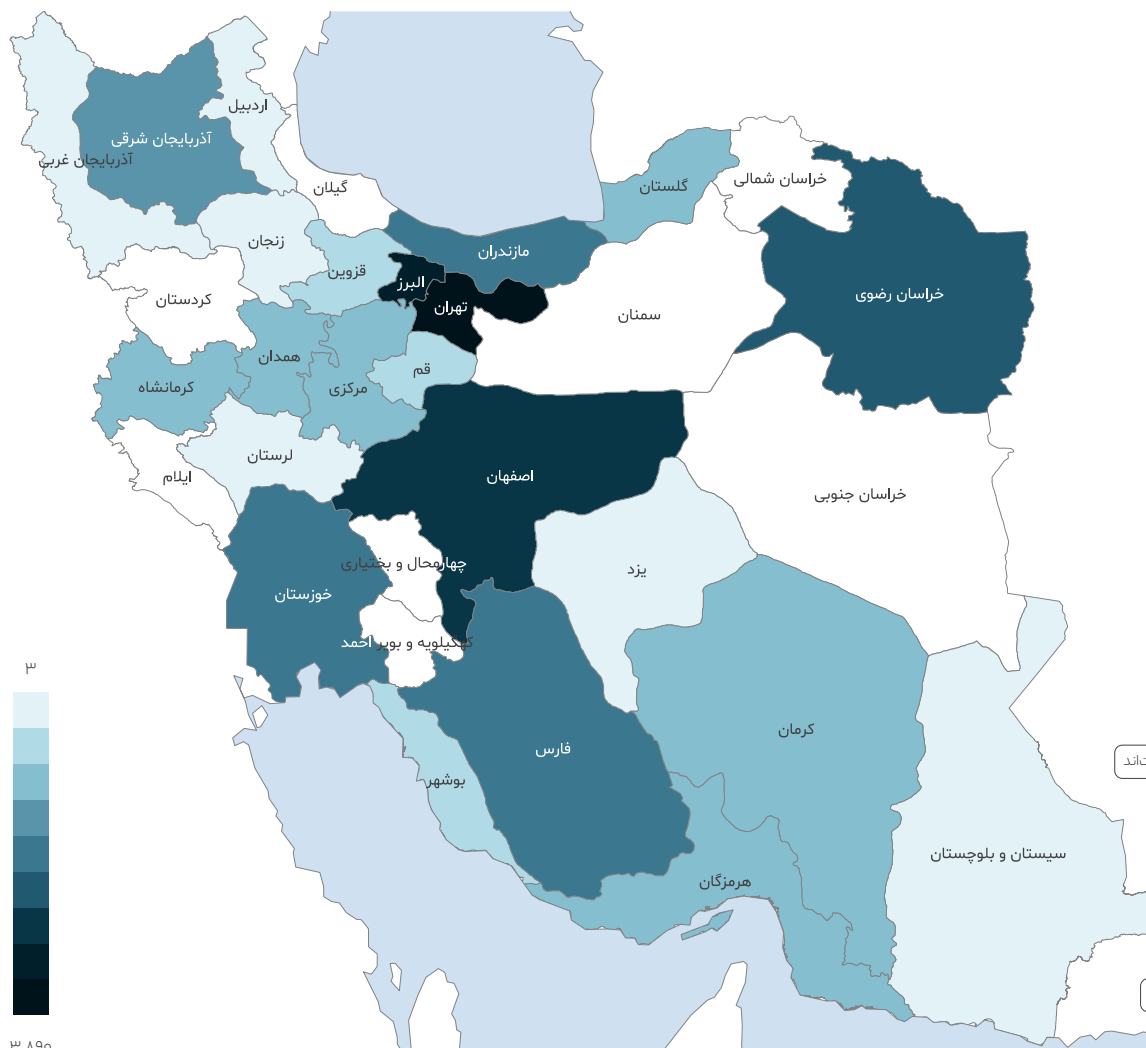 اردبیل
آذربایجان شرقی
آذربایجان غربی
گیلان
خراسان شمالی
گلستان
زنجان
مازندران
قزوین
البرز
تهران
خراسان رضوی
کردستان
سمنان
همدان
قم
کرمانشاه
مرکزی
لرستان
ایلام
اصفهان
خراسان جنوبی
چهارمحال و بختیاری
یزد
خوزستان
کهگیلویه و بویر احمد
۳
فارس
کرمان
بوشهر
سیستان و بلوچستان
هرمزگان